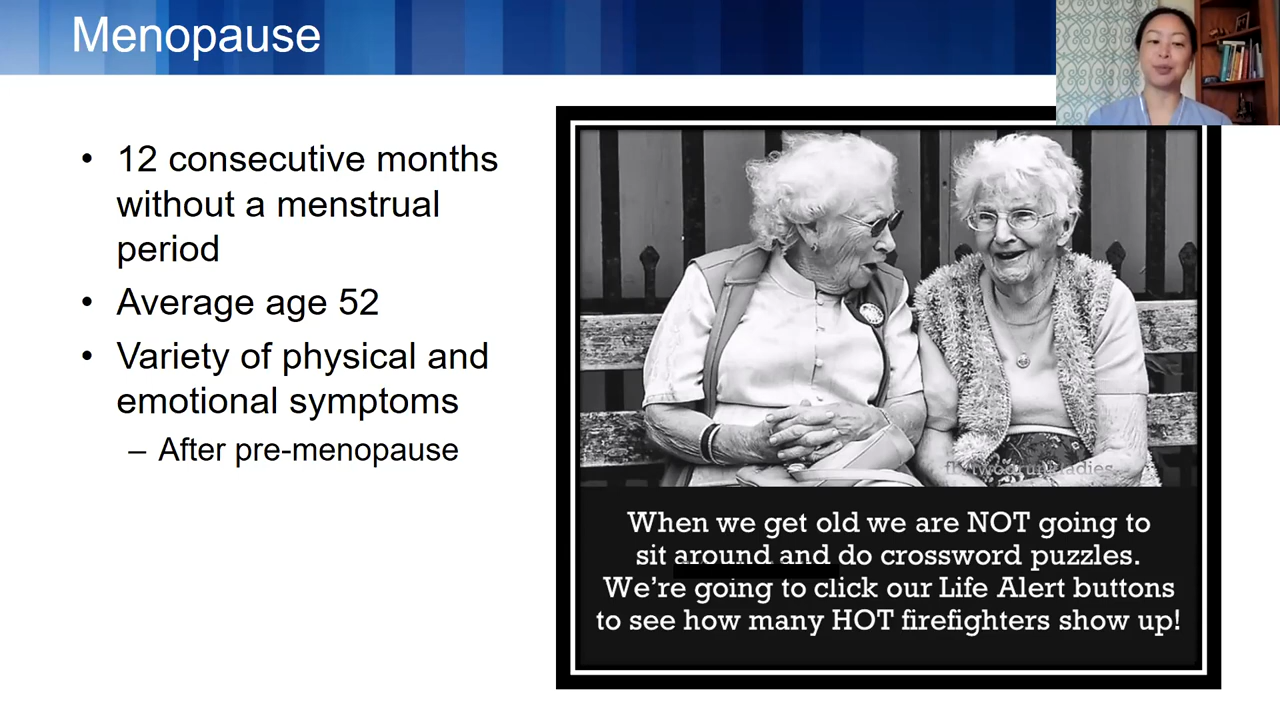 Menopause
• 12 consecutive months
without a menstrual
period
• Average age 52
• Variety of physical and
emotional symptoms
– After pre-menopause
When we get old we are NOT going to
sit around and do crossword puzzles.
We're going to click our Life Alert buttons
to see how many HOT firefighters show up!